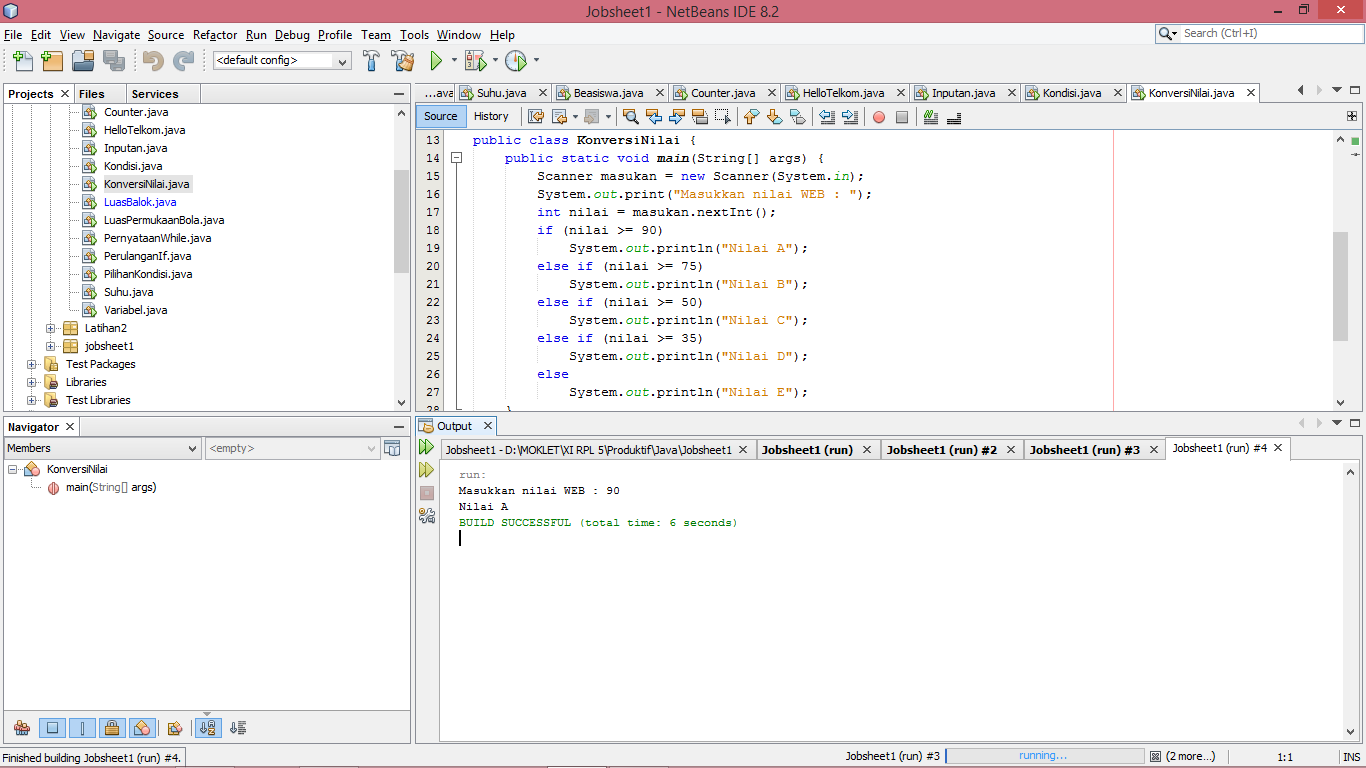 Jobsheet1 - NetBeans IDE 8.2
File Edit View Navigate Source Refactor Run Debug Profile Team Tools Window Help
Search (Ctrl+I)
<default config>
Projects Files Services
...ava Suhu.java Beasiswa.java Counter.java HelloTelkom.java Inputan.java Kondisi.java KonversiNilai.java
Source History
Counter.java
HelloTelkom.java
Inputan.java
Kondisi.java
KonversiNilai.java
LuasBalok.java
LuasPermukaanBola.java
PernyataanWhile.java
PerulanganIf.java
PilihanKondisi.java
Suhu.java
Variabel.java
Latihan2
jobsheet1
Test Packages
Libraries
Test Libraries
13 public class KonversiNilai {
14 public static void main(String[] args) {
15 Scanner masukan = new Scanner(System.in);
16 System.out.print("Masukkan nilai WEB : ");
17 int nilai = masukan.nextInt();
18 if (nilai >= 90)
19 System.out.println("Nilai A");
20 else if (nilai >= 75)
21 System.out.println("Nilai B");
22 else if (nilai >= 50)
23 System.out.println("Nilai C");
24 else if (nilai >= 35)
25 System.out.println("Nilai D");
26 else
27 System.out.println("Nilai E");
28 }
Navigator
Members
<empty>
KonversiNilai
main(String[] args)
Output
Jobsheet1 - D:\MOKLET\XI RPL 5\Produktif\Java\Jobsheet1 Jobsheet1 (run) Jobsheet1 (run) #2 Jobsheet1 (run) #3 Jobsheet1 (run) #4
run:
Masukkan nilai WEB : 90
Nilai A
BUILD SUCCESSFUL (total time: 6 seconds)
Finished building Jobsheet1 (run) #4.
Jobsheet1 (run) #3 running... (2 more...) 1:1 INS